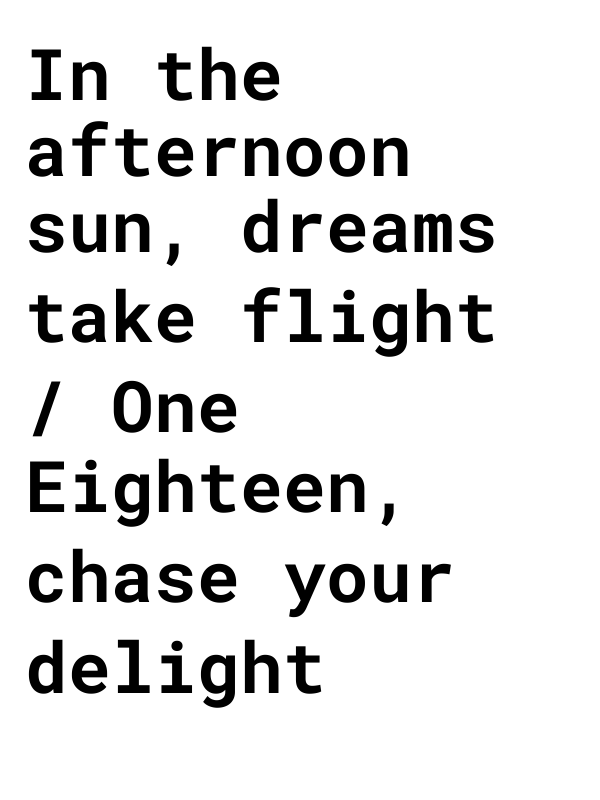 In the
afternoon
sun, dreams
take flight
/ One
Eighteen,
chase your
delight